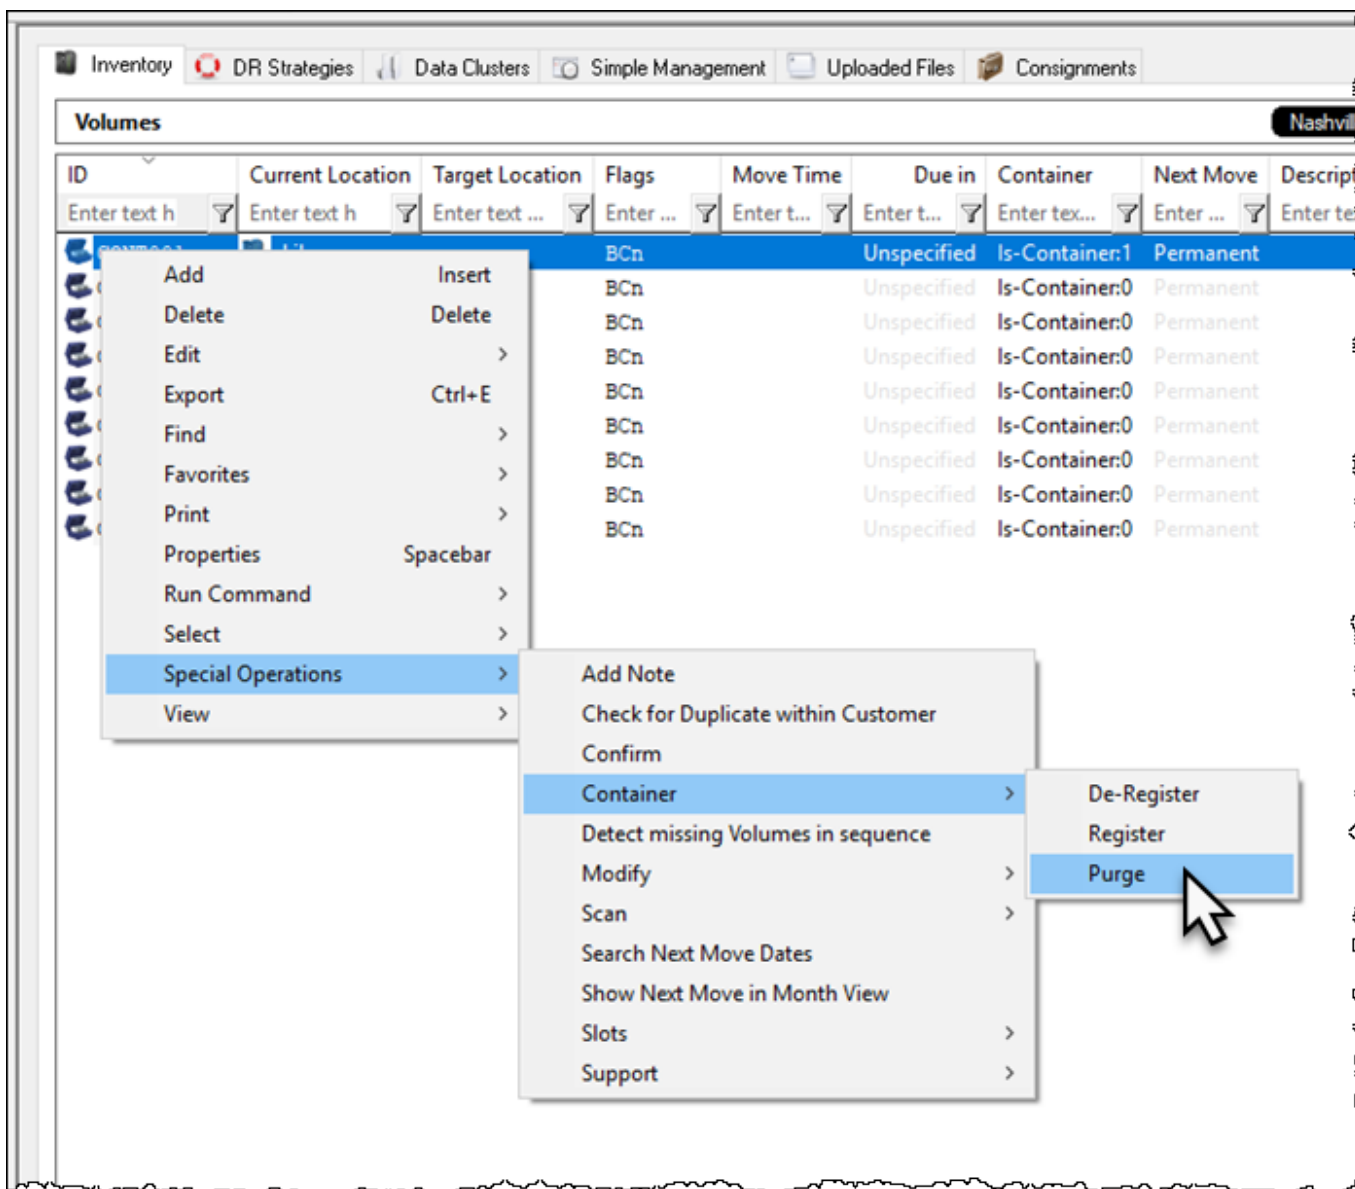 Inventory DR Strategies Data Clusters Simple Management Uploaded Files Consignments
Volumes
ID Current Location Target Location Flags Move Time Due in Container Next Move Descript
Enter text h Enter text h Enter text ... Enter ... Enter t... Enter t... Enter tex... Enter ... Enter te
BCn Unspecified Is-Container:1 Permanent
BCn Unspecified Is-Container:0 Permanent
BCn Unspecified Is-Container:0 Permanent
BCn Unspecified Is-Container:0 Permanent
BCn Unspecified Is-Container:0 Permanent
BCn Unspecified Is-Container:0 Permanent
BCn Unspecified Is-Container:0 Permanent
BCn Unspecified Is-Container:0 Permanent
BCn Unspecified Is-Container:0 Permanent
Add Insert
Delete Delete
Edit
Export Ctrl+E
Find
Favorites
Print
Properties Spacebar
Run Command
Select
Special Operations
View
Add Note
Check for Duplicate within Customer
Confirm
Container
Detect missing Volumes in sequence
Modify
Scan
Search Next Move Dates
Show Next Move in Month View
Slots
Support
De-Register
Register
Purge